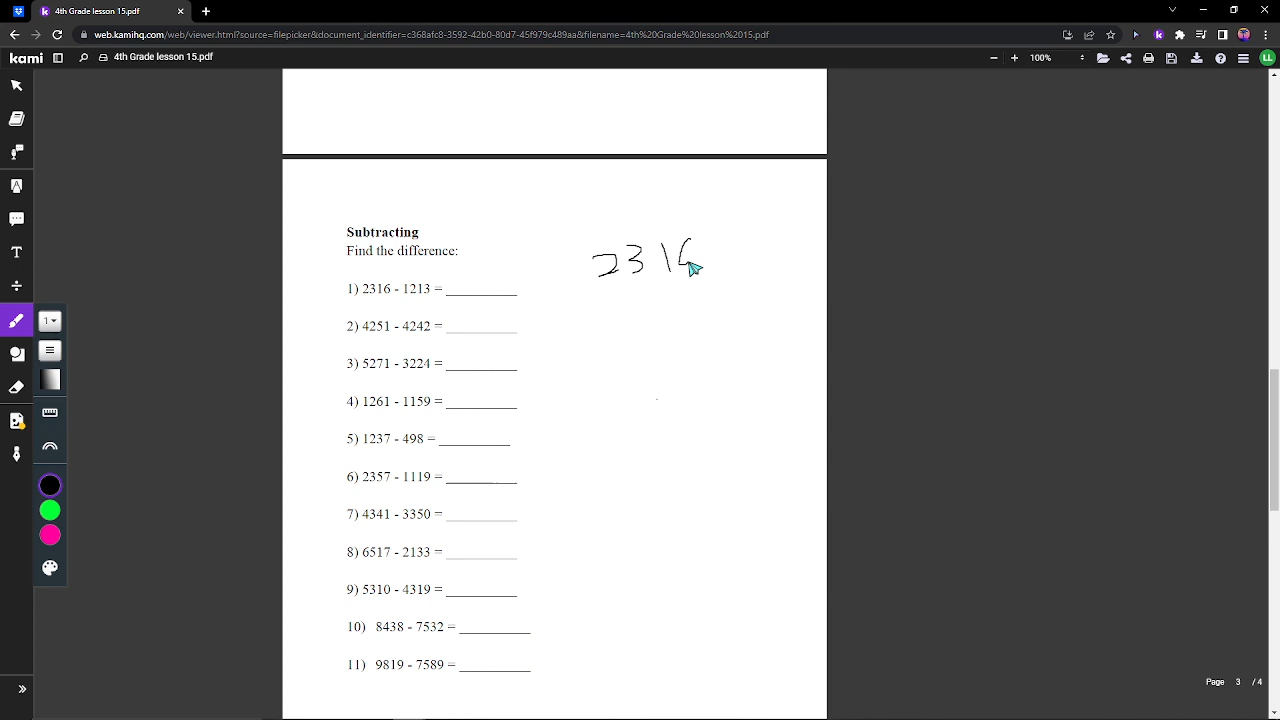 4th Grade lesson 15.pdf
web.kamihq.com/web/viewer.html?source=filepicker&document_identifier=c368afc8-3592-42b0-80d7-45f979c489aa&filename=4th%20Grade%20lesson%2015.pdf
kami 4th Grade lesson 15.pdf 100% LL
Subtracting
Find the difference:
2316
1) 2316 - 1213 = __________
2) 4251 - 4242 = __________
3) 5271 - 3224 = __________
4) 1261 - 1159 = __________
5) 1237 - 498 = __________
6) 2357 - 1119 = __________
7) 4341 - 3350 = __________
8) 6517 - 2133 = __________
9) 5310 - 4319 = __________
10) 8438 - 7532 = __________
11) 9819 - 7589 = __________
1
T
A
Page 3 / 4